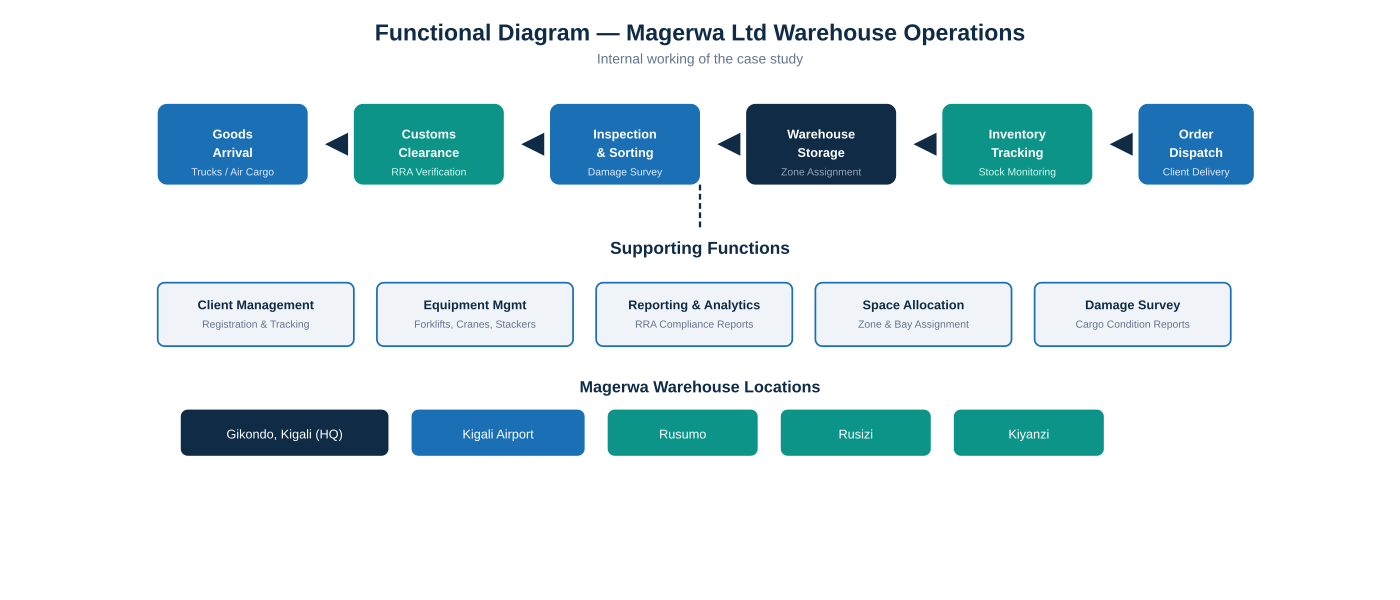 Functional Diagram — Magerwa Ltd Warehouse Operations
Internal working of the case study
Goods
Arrival
Trucks / Air Cargo
Customs
Clearance
RRA Verification
Inspection
& Sorting
Damage Survey
Warehouse
Storage
Zone Assignment
Inventory
Tracking
Stock Monitoring
Order
Dispatch
Client Delivery
Supporting Functions
Client Management
Registration & Tracking
Equipment Mgmt
Forklifts, Cranes, Stackers
Reporting & Analytics
RRA Compliance Reports
Space Allocation
Zone & Bay Assignment
Damage Survey
Cargo Condition Reports
Magerwa Warehouse Locations
Gikondo, Kigali (HQ)
Kigali Airport
Rusumo
Rusizi
Kiyanzi